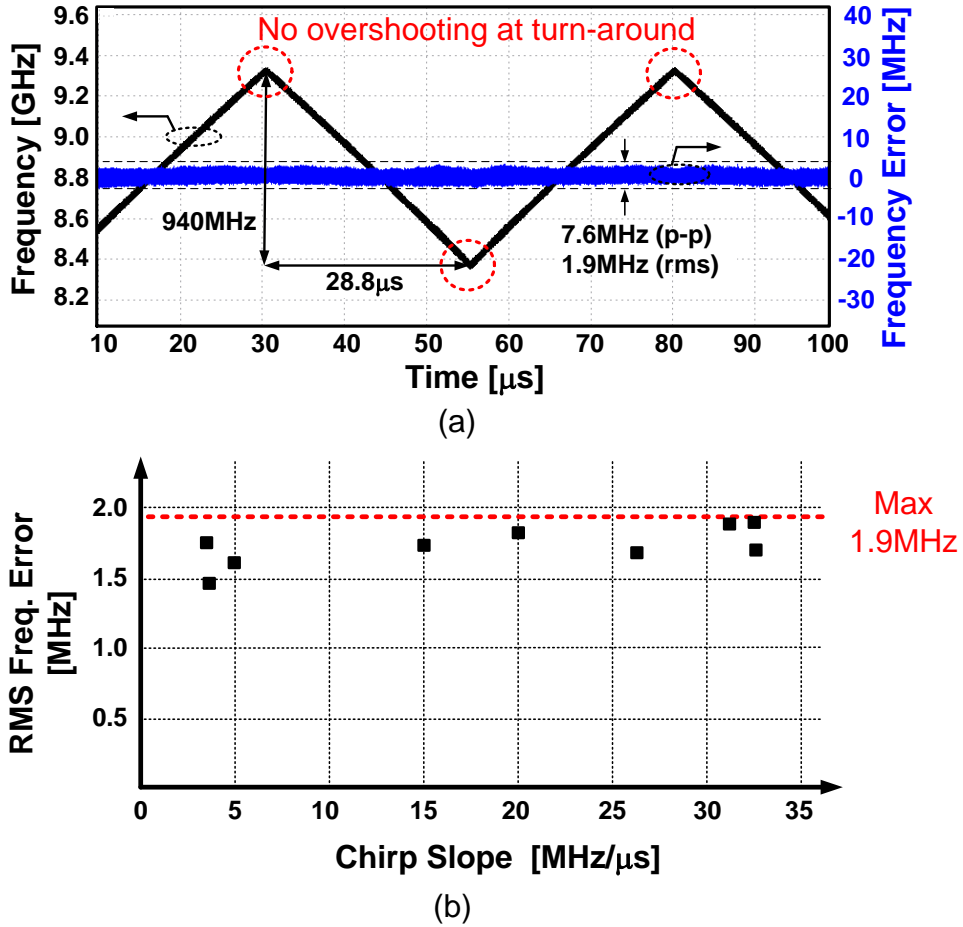 No overshooting at turn-around
Frequency [GHz]
9.6
9.4
9.2
9.0
8.8
8.6
8.4
8.2
40
30
20
10
0
-10
-20
-30
Frequency Error [MHz]
940MHz
28.8μs
7.6MHz (p-p)
1.9MHz (rms)
10 20 30 40 50 60 70 80 90 100
Time [μs]
(a)
RMS Freq. Error
[MHz]
2.0
1.5
1.0
0.5
Max
1.9MHz
0 5 10 15 20 25 30 35
Chirp Slope [MHz/μs]
(b)